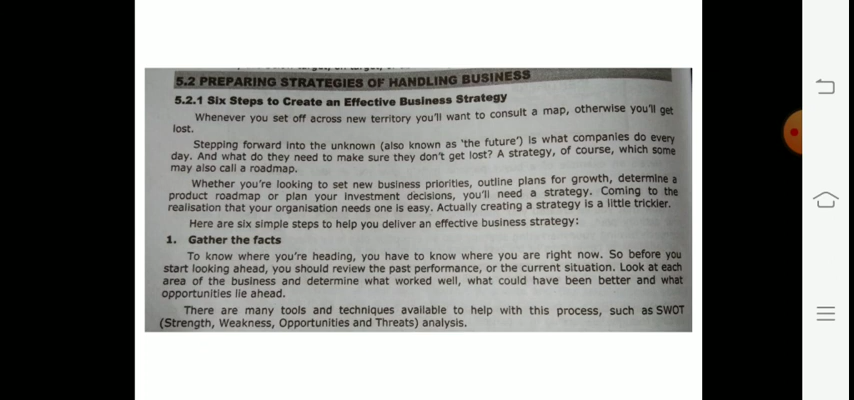 5.2 PREPARING STRATEGIES OF HANDLING BUSINESS
5.2.1 Six Steps to Create an Effective Business Strategy
Whenever you set off across new territory you'll want to consult a map, otherwise you'll get
lost.
Stepping forward into the unknown (also known as 'the future') is what companies do every
day. And what do they need to make sure they don't get lost? A strategy, of course, which some
may also call a roadmap.
Whether you're looking to set new business priorities, outline plans for growth, determine a
product roadmap or plan your investment decisions, you'll need a strategy. Coming to the
realisation that your organisation needs one is easy. Actually creating a strategy is a little trickier.
Here are six simple steps to help you deliver an effective business strategy:
1. Gather the facts
To know where you're heading, you have to know where you are right now. So before you
start looking ahead, you should review the past performance, or the current situation. Look at each
area of the business and determine what worked well, what could have been better and what
opportunities lie ahead.
There are many tools and techniques available to help with this process, such as SWOT
(Strength, Weakness, Opportunities and Threats) analysis.